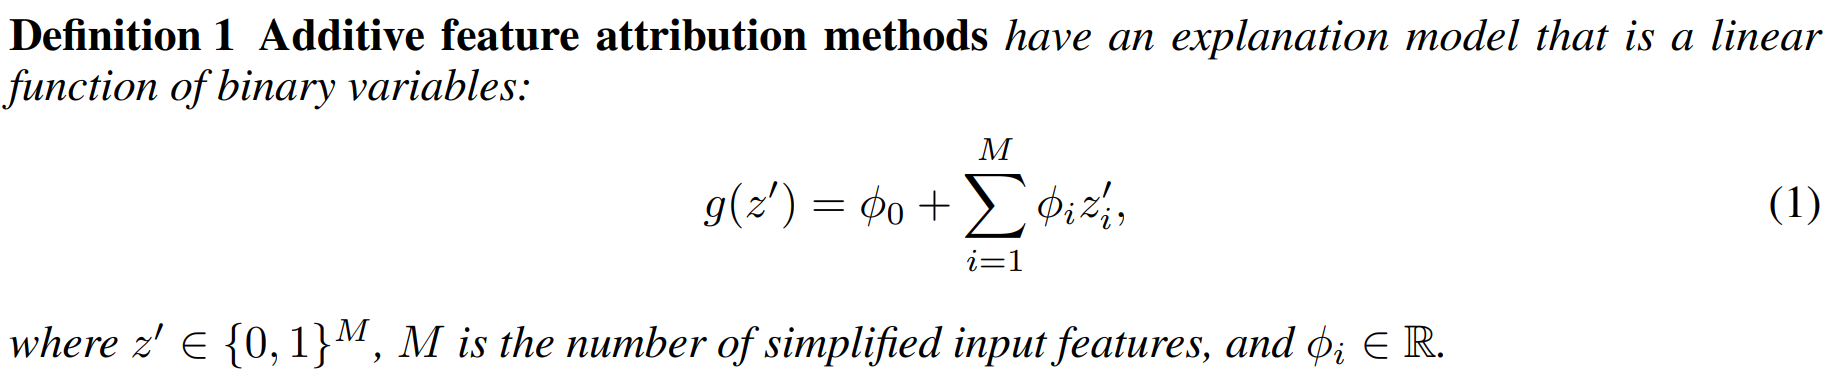 Definition 1 Additive feature attribution methods have an explanation model that is a linear
function of binary variables:
g(z′) = ϕ₀ + ∑_{i=1}^{M} ϕᵢz′ᵢ, (1)
where z′ ∈ {0, 1}^M, M is the number of simplified input features, and ϕᵢ ∈ ℝ.